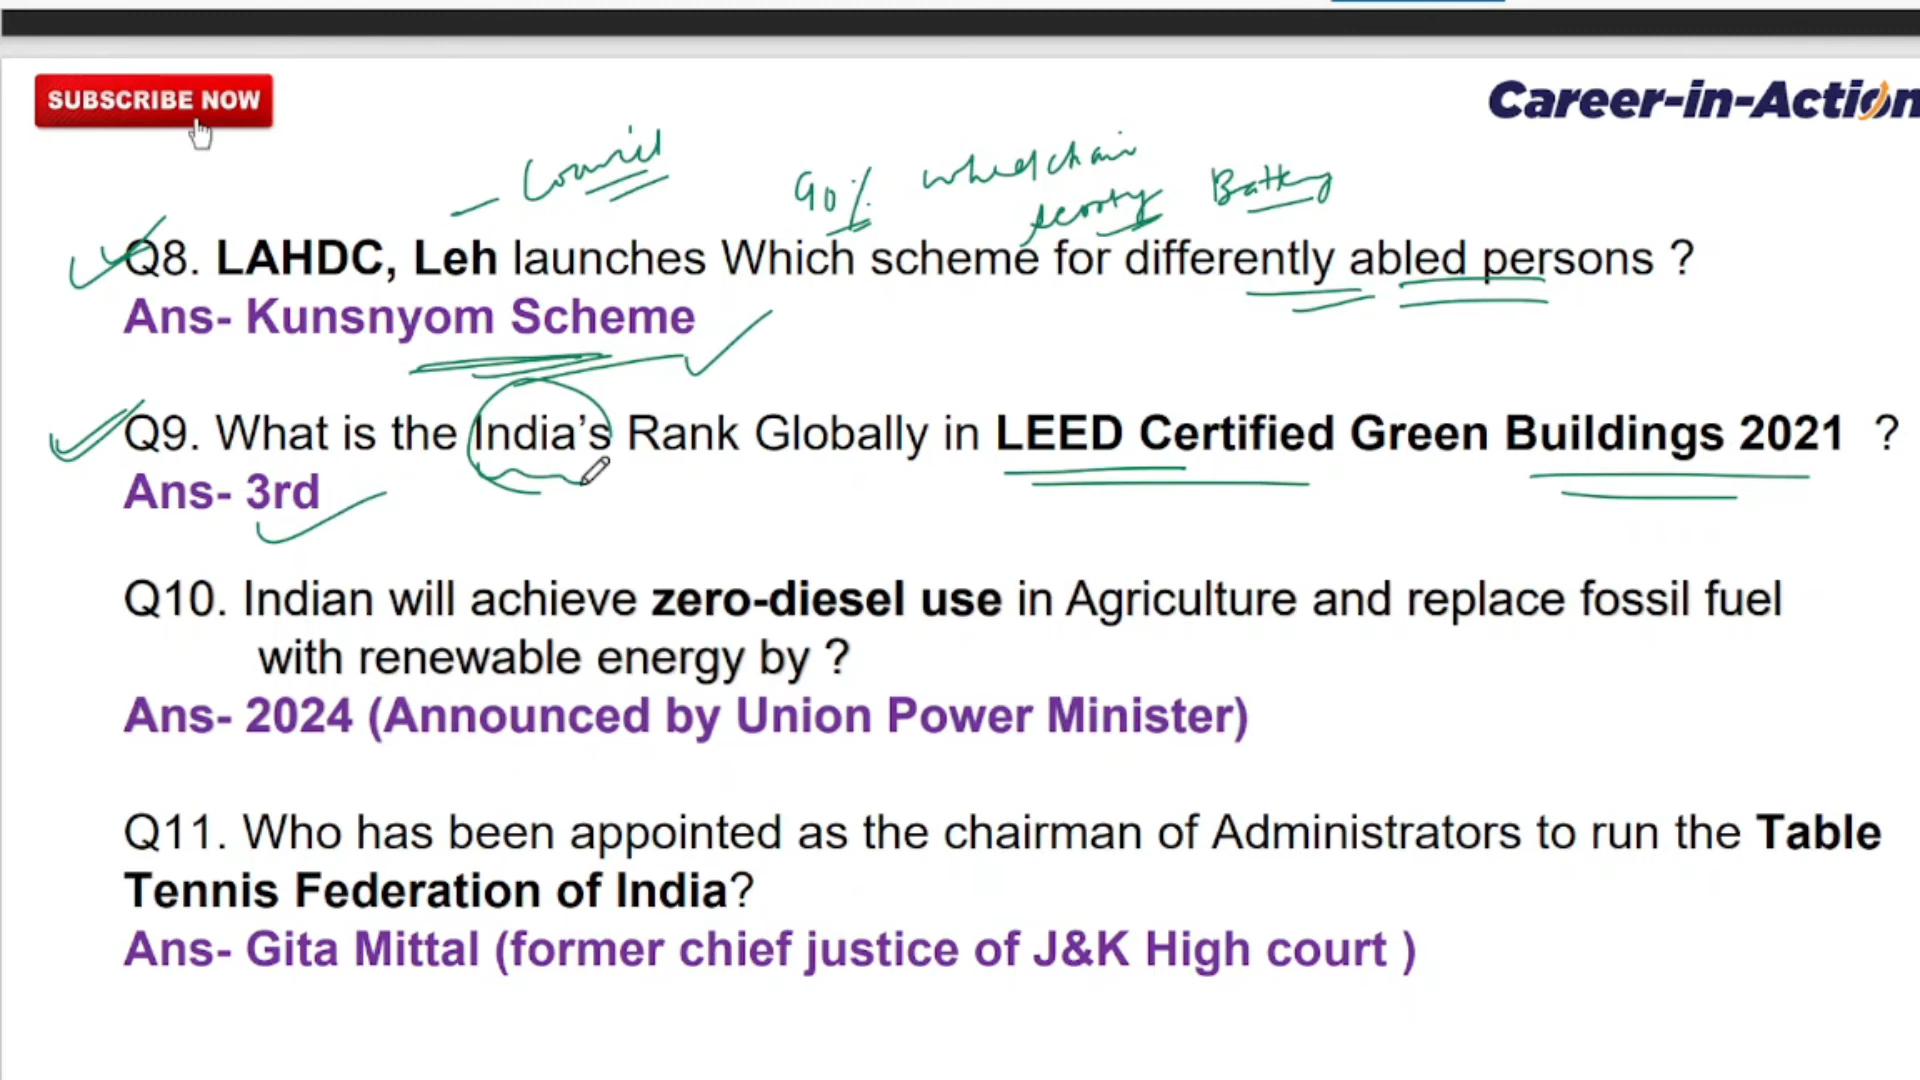 SUBSCRIBE NOW
Career-in-Action
- Council
90% wheelchair Battery
scooty
Q8. LAHDC, Leh launches Which scheme for differently abled persons ?
Ans- Kunsnyom Scheme
Q9. What is the India's Rank Globally in LEED Certified Green Buildings 2021 ?
Ans- 3rd
Q10. Indian will achieve zero-diesel use in Agriculture and replace fossil fuel
with renewable energy by ?
Ans- 2024 (Announced by Union Power Minister)
Q11. Who has been appointed as the chairman of Administrators to run the Table
Tennis Federation of India?
Ans- Gita Mittal (former chief justice of J&K High court )